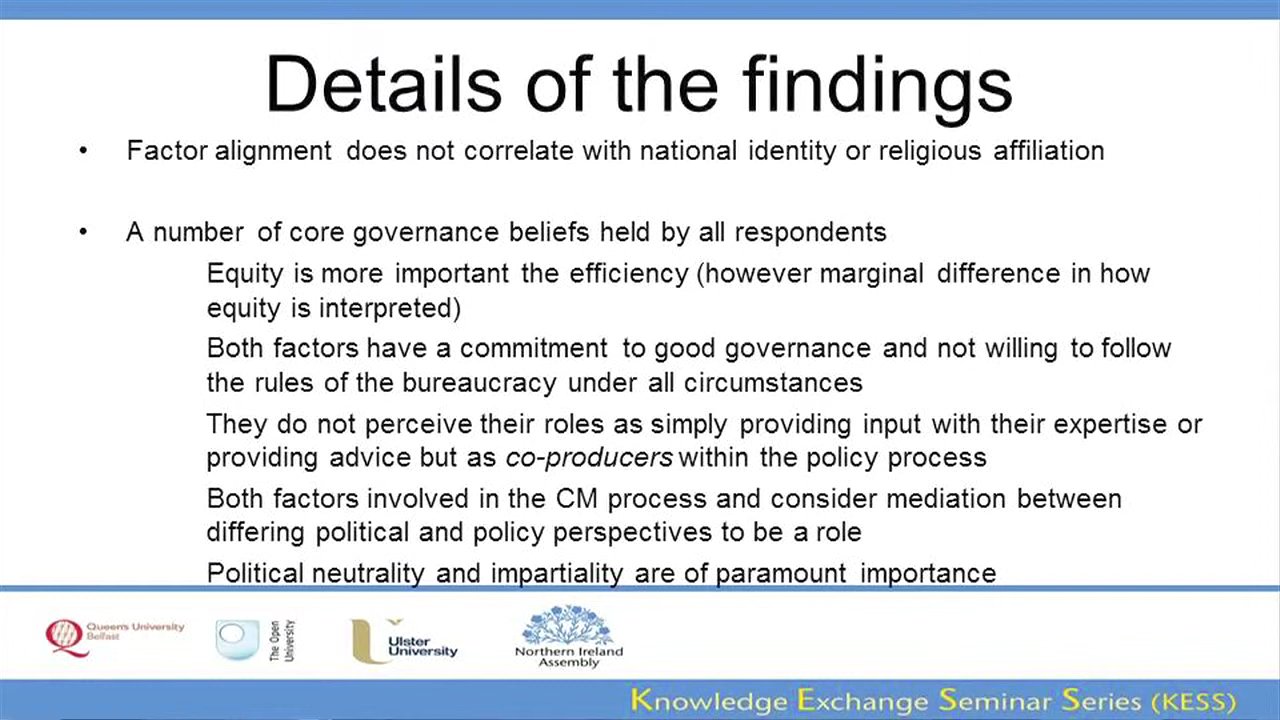 Details of the findings
• Factor alignment does not correlate with national identity or religious affiliation
• A number of core governance beliefs held by all respondents
Equity is more important the efficiency (however marginal difference in how
equity is interpreted)
Both factors have a commitment to good governance and not willing to follow
the rules of the bureaucracy under all circumstances
They do not perceive their roles as simply providing input with their expertise or
providing advice but as co-producers within the policy process
Both factors involved in the CM process and consider mediation between
differing political and policy perspectives to be a role
Political neutrality and impartiality are of paramount importance
Queen's University
Belfast
The Open
University
Ulster
University
Northern Ireland
Assembly
Knowledge Exchange Seminar Series (KESS)